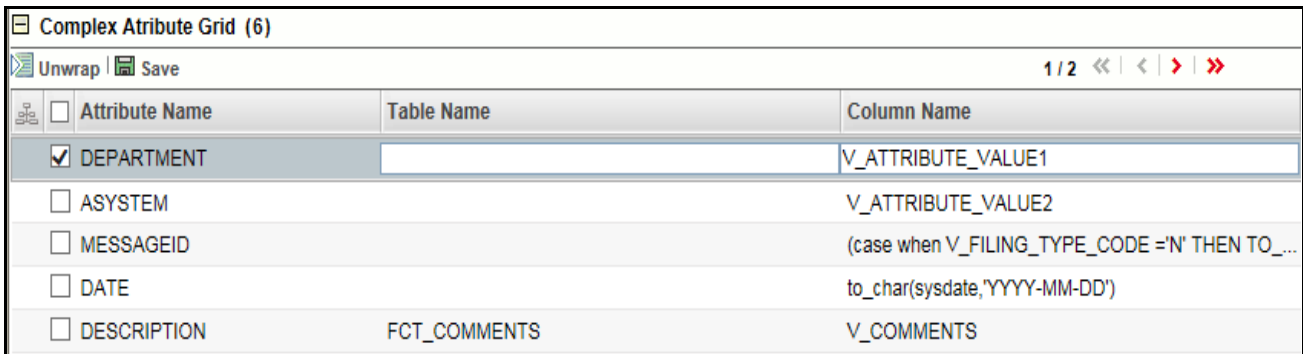 Complex Atribute Grid (6)
Unwrap Save 1 / 2
Attribute Name Table Name Column Name
DEPARTMENT V_ATTRIBUTE_VALUE1
ASYSTEM V_ATTRIBUTE_VALUE2
MESSAGEID (case when V_FILING_TYPE_CODE ='N' THEN TO_...
DATE to_char(sysdate,'YYYY-MM-DD')
DESCRIPTION FCT_COMMENTS V_COMMENTS